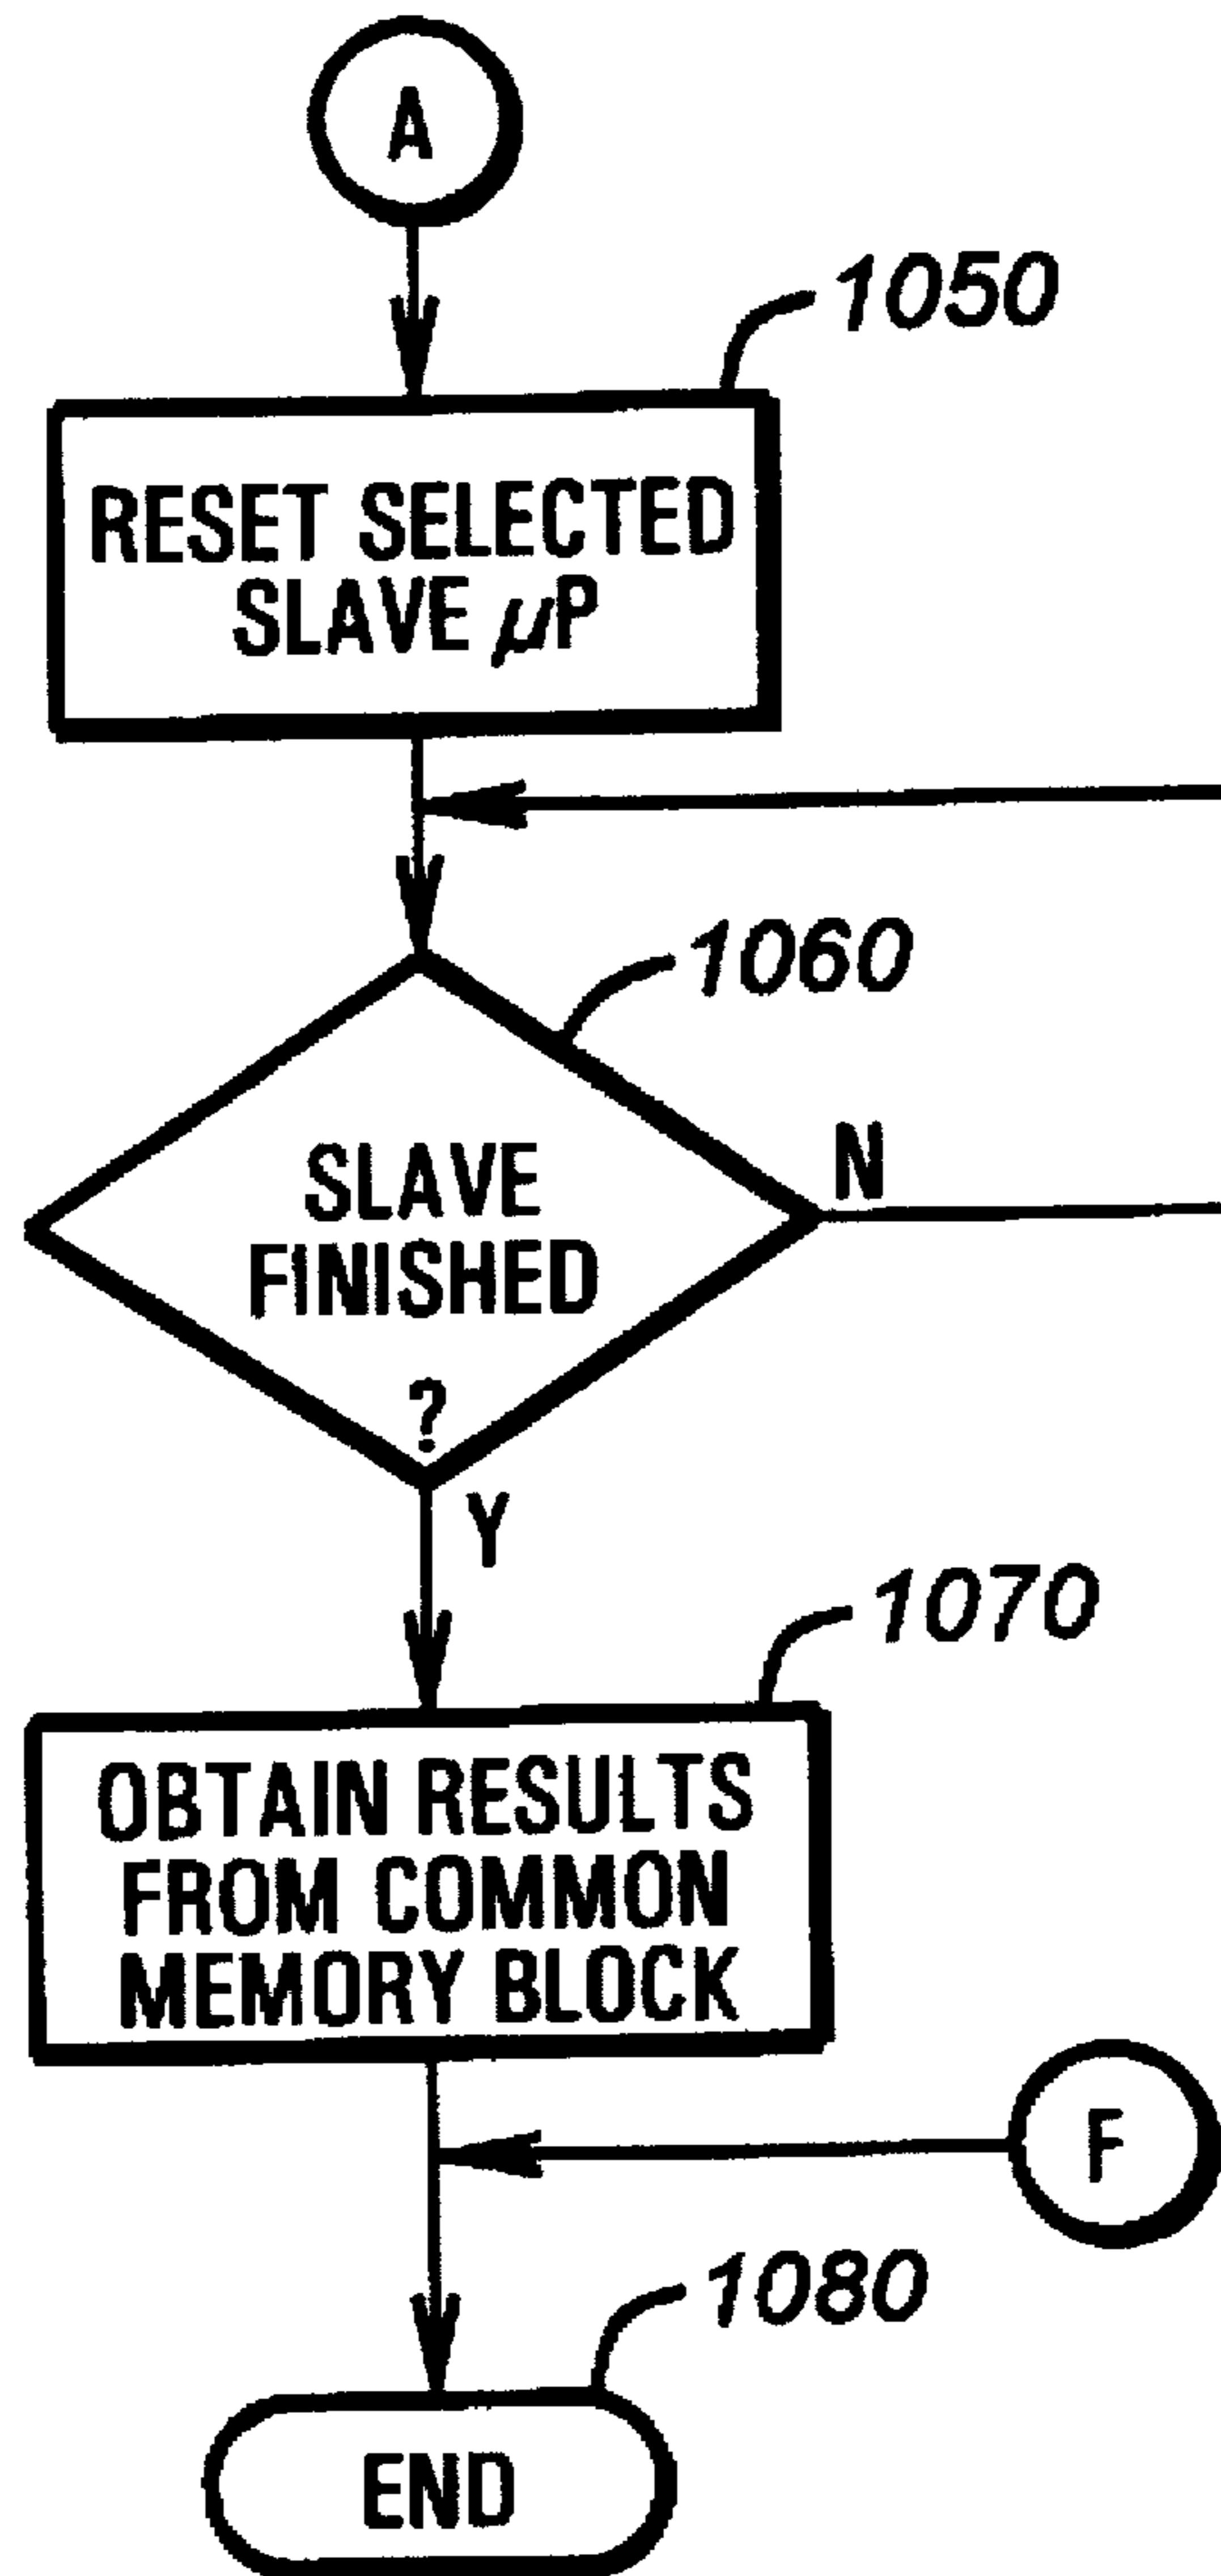 A
1050
RESET SELECTED
SLAVE μP
1060
SLAVE
FINISHED
?
N
Y
1070
OBTAIN RESULTS
FROM COMMON
MEMORY BLOCK
F
1080
END